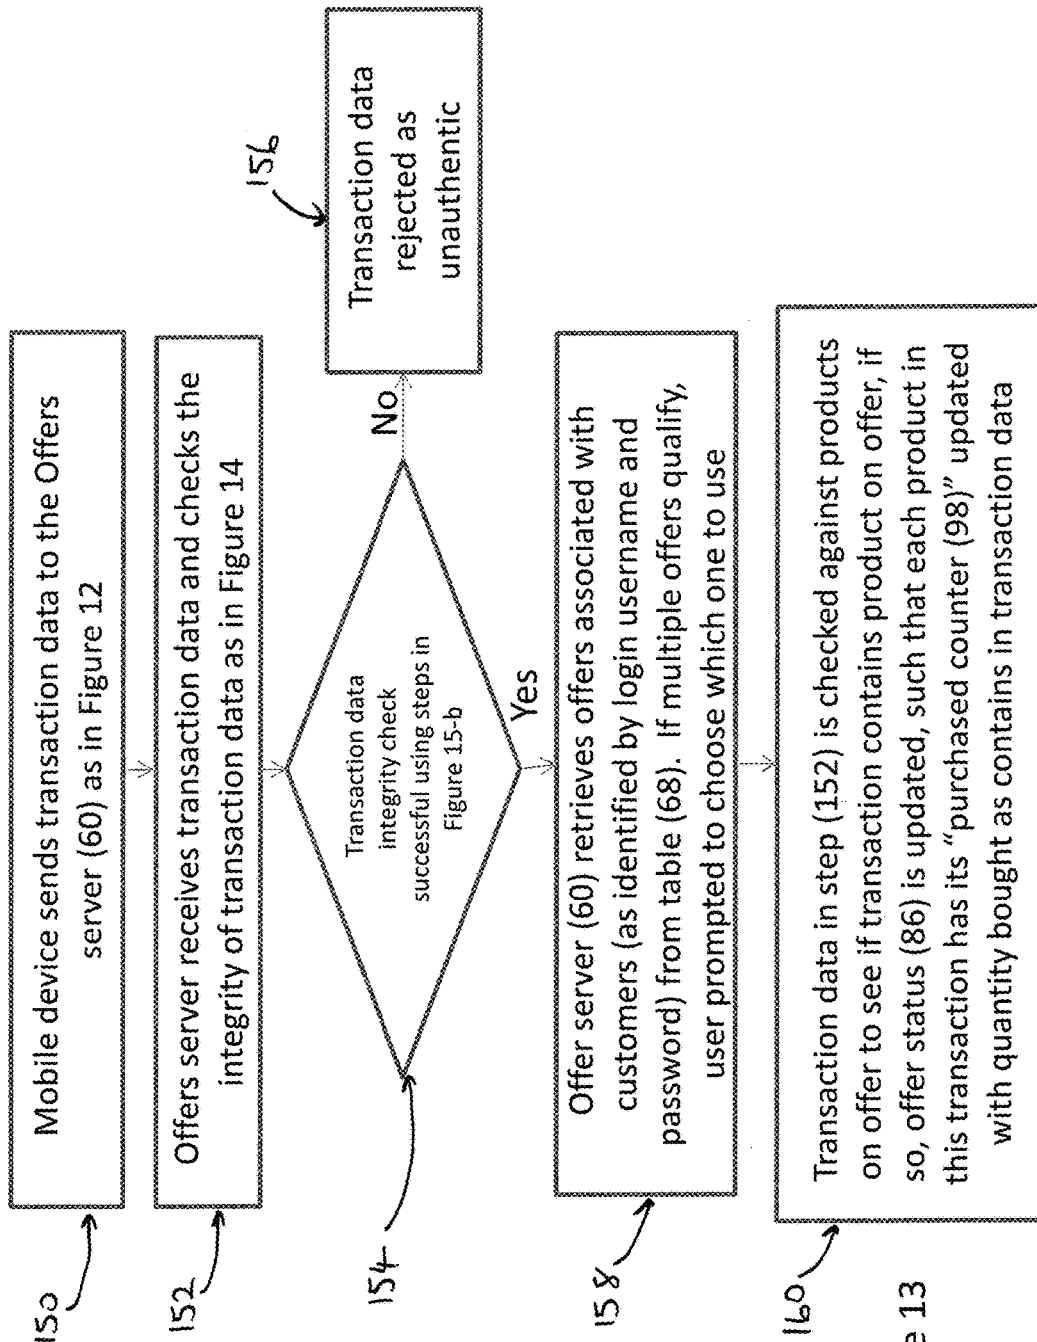 150
Mobile device sends transaction data to the Offers
server (60) as in Figure 12
152
Offers server receives transaction data and checks the
integrity of transaction data as in Figure 14
154
Transaction data
integrity check
successful using steps in
Figure 15-b
No
156
Transaction data
rejected as
unauthentic
Yes
158
Offer server (60) retrieves offers associated with
customers (as identified by login username and
password) from table (68). If multiple offers qualify,
user prompted to choose which one to use
160
Transaction data in step (152) is checked against products
on offer to see if transaction contains product on offer, if
so, offer status (86) is updated, such that each product in
this transaction has its “purchased counter (98)” updated
with quantity bought as contains in transaction data
e 13